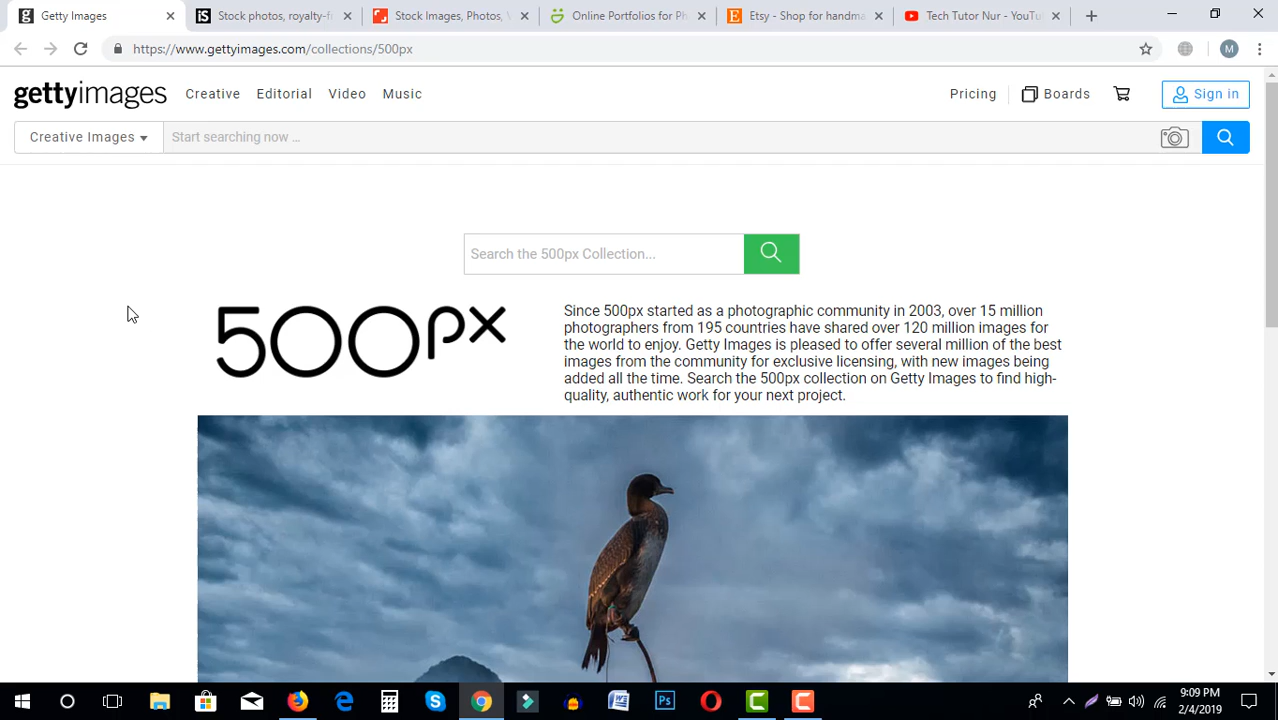 Getty Images
Stock photos, royalty-f
Stock Images, Photos, V
Online Portfolios for Ph
Etsy - Shop for handma
Tech Tutor Nur - YouTu
https://www.gettyimages.com/collections/500px
M
gettyimages Creative Editorial Video Music Pricing Boards Sign in
Creative Images Start searching now ...
Search the 500px Collection...
500px
Since 500px started as a photographic community in 2003, over 15 million
photographers from 195 countries have shared over 120 million images for
the world to enjoy. Getty Images is pleased to offer several million of the best
images from the community for exclusive licensing, with new images being
added all the time. Search the 500px collection on Getty Images to find high-
quality, authentic work for your next project.
9:09 PM
2/4/2019